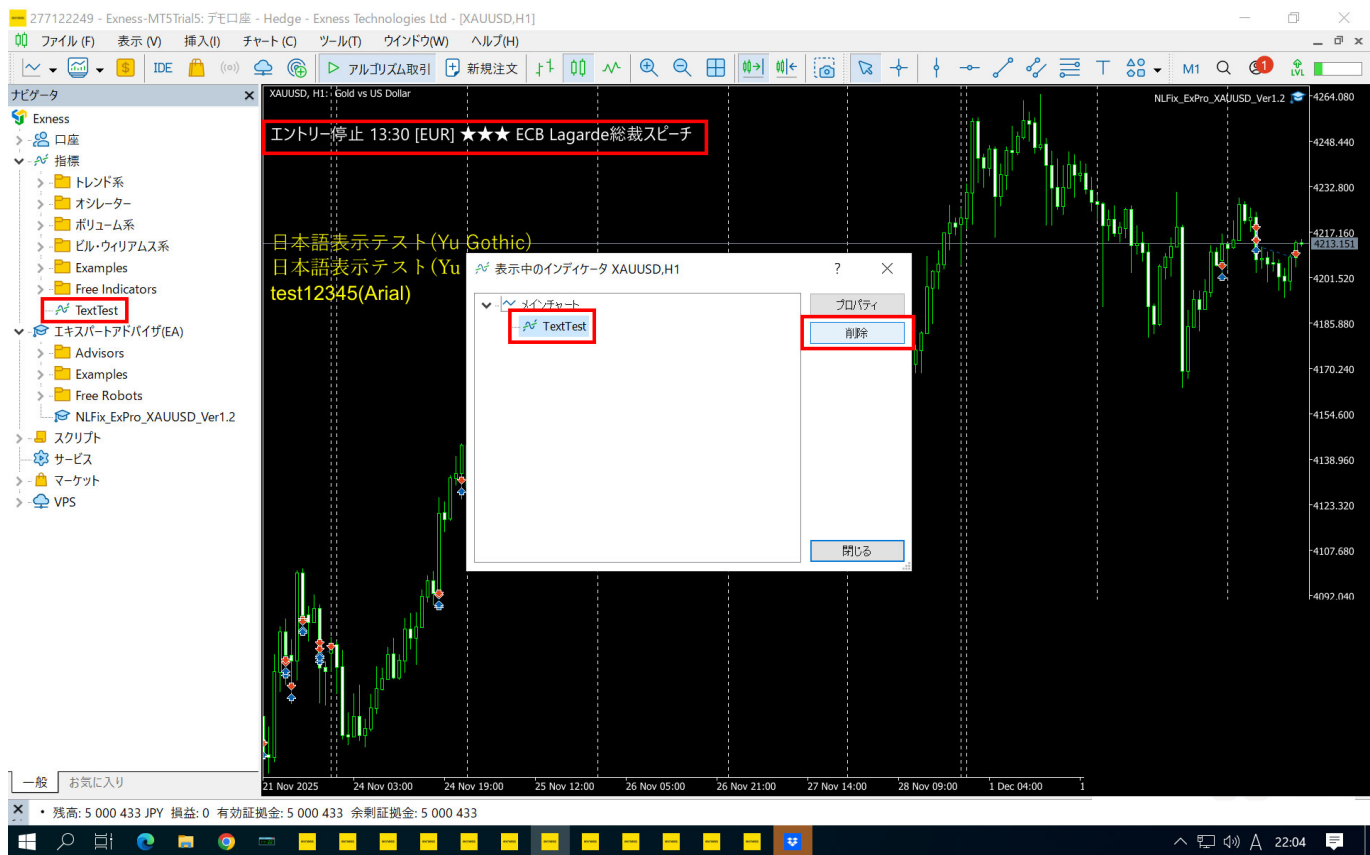 277122249 - Exness-MT5Trial5: デモ口座 - Hedge - Exness Technologies Ltd - [XAUUSD,H1]
ファイル (F) 表示 (V) 挿入(I) チャート (C) ツール(T) ウインドウ(W) ヘルプ(H)
IDE アルゴリズム取引 新規注文 M1 1 LVL
ナビゲータ
Exness
口座
指標
トレンド系
オシレーター
ボリューム系
ビル・ウィリアムス系
Examples
Free Indicators
TextTest
エキスパートアドバイザ(EA)
Advisors
Examples
Free Robots
NLFix_ExPro_XAUUSD_Ver1.2
スクリプト
サービス
マーケット
VPS
一般 お気に入り
XAUUSD, H1: Gold vs US Dollar
NLFix_ExPro_XAUUSD_Ver1.2
エントリー停止 13:30 [EUR] ★★★ ECB Lagarde総裁スピーチ
日本語表示テスト(Yu Gothic)
日本語表示テスト(Yu
test12345(Arial)
表示中のインディケータ XAUUSD,H1
メインチャート
TextTest
プロパティ
削除
閉じる
4264.080
4248.440
4232.800
4217.160
4213.151
4201.520
4185.880
4170.240
4154.600
4138.960
4123.320
4107.680
4092.040
21 Nov 2025 24 Nov 03:00 24 Nov 19:00 25 Nov 12:00 26 Nov 05:00 26 Nov 21:00 27 Nov 14:00 28 Nov 09:00 1 Dec 04:00 1
残高: 5 000 433 JPY 損益: 0 有効証拠金: 5 000 433 余剰証拠金: 5 000 433
A 22:04